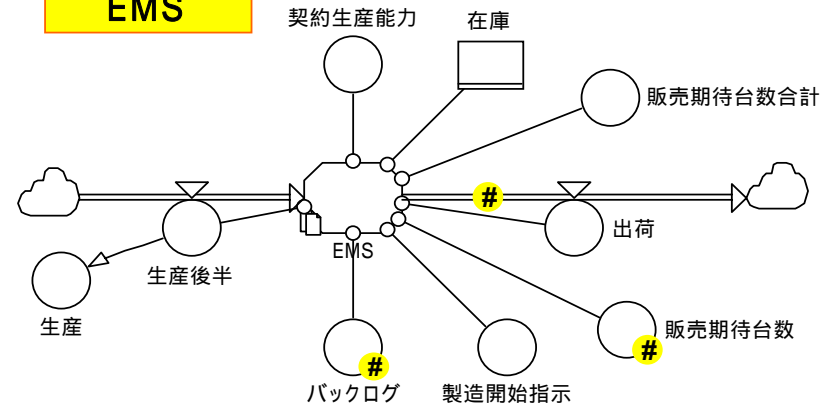 EMS
契約生産能力
在庫
販売期待台数合計
#
出荷
EMS
生産後半
生産
販売期待台数
#
#
バックログ
製造開始指示